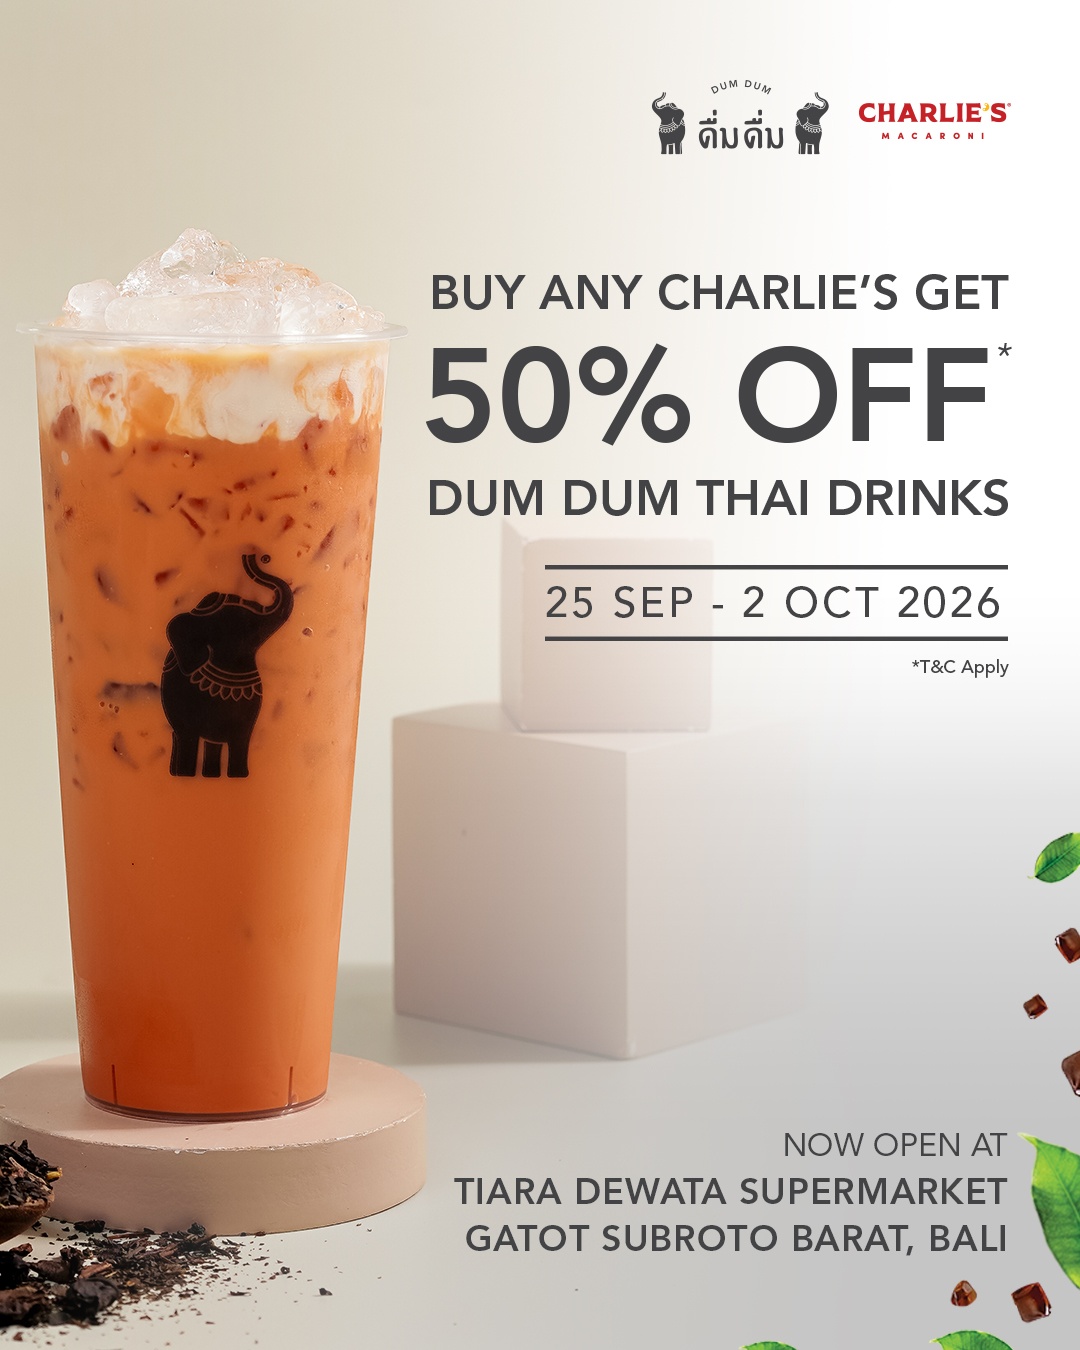 DUM DUM
ดื่มดื่ม
CHARLIE'S®
MACARONI
BUY ANY CHARLIE'S GET
50% OFF*
DUM DUM THAI DRINKS
25 SEP - 2 OCT 2026
*T&C Apply
NOW OPEN AT
TIARA DEWATA SUPERMARKET
GATOT SUBROTO BARAT, BALI